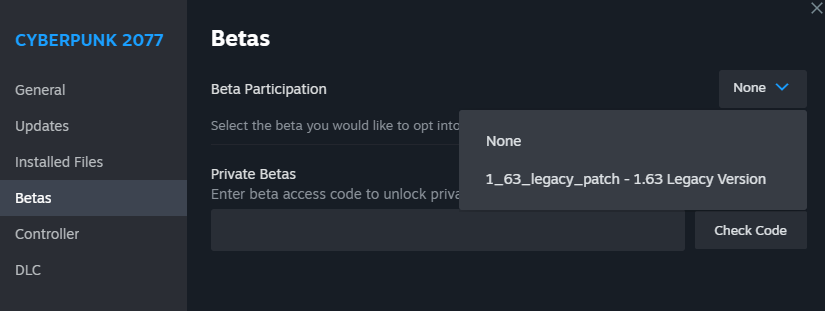 CYBERPUNK 2077
General
Updates
Installed Files
Betas
Controller
DLC
Betas
Beta Participation
None
Select the beta you would like to opt into
None
1_63_legacy_patch - 1.63 Legacy Version
Private Betas
Enter beta access code to unlock priva
Check Code